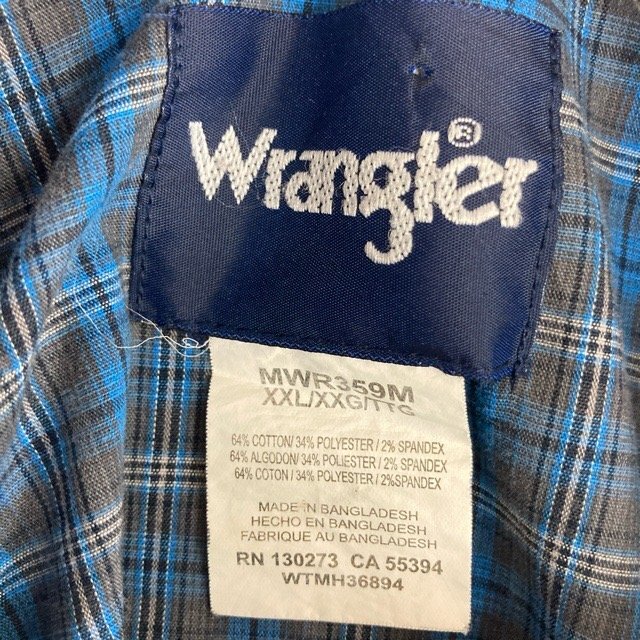 Wrangler®
MWR359M
XXL/XXG/TTG
64% COTTON/ 34% POLYESTER / 2% SPANDEX
64% ALGODON/ 34% POLIESTER / 2% SPANDEX
64% COTON / 34% POLYESTER / 2%SPANDEX
MADE IN BANGLADESH
HECHO EN BANGLADESH
FABRIQUE AU BANGLADESH
RN 130273 CA 55394
WTMH36894